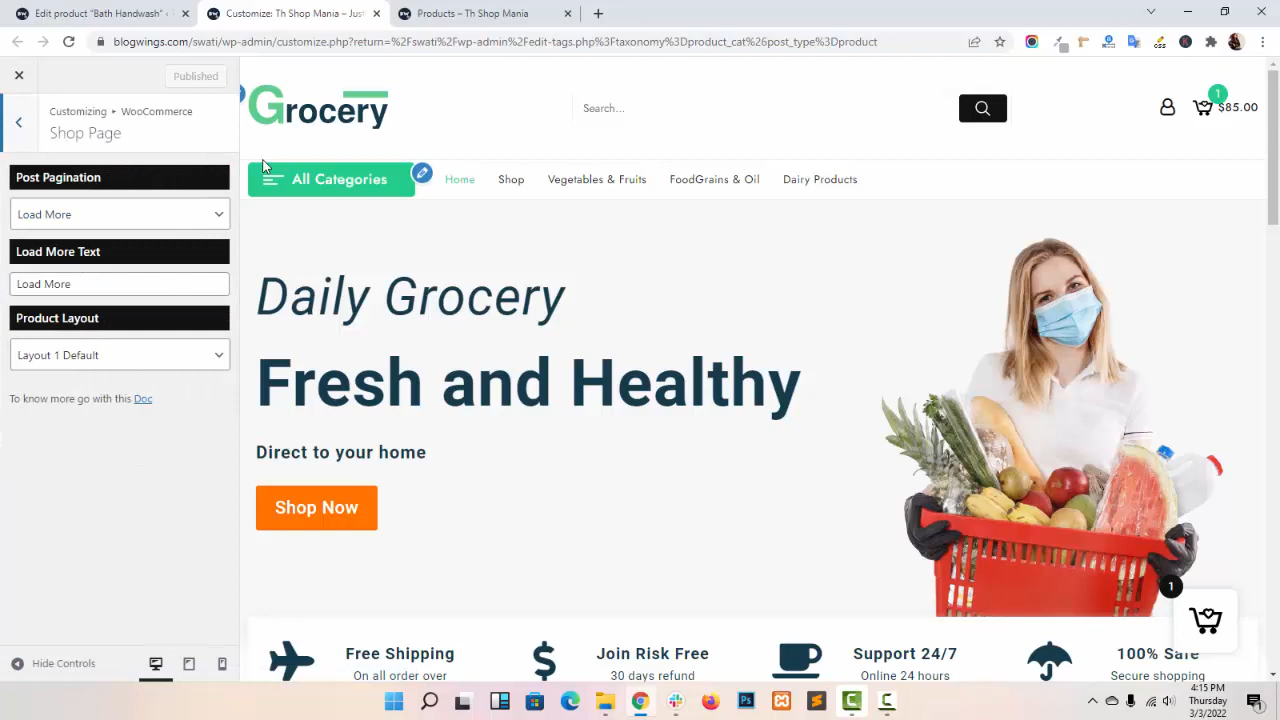 Edit product "Bath Handwash" ‹
Customize: Th Shop Mania – Just
Products – Th Shop Mania
blogwings.com/swati/wp-admin/customize.php?return=%2Fswati%2Fwp-admin%2Fedit-tags.php%3Ftaxonomy%3Dproduct_cat%26post_type%3Dproduct
Published
Customizing ▸ WooCommerce
Shop Page
Post Pagination
Load More
Load More Text
Load More
Product Layout
Layout 1 Default
To know more go with this Doc
Hide Controls
Grocery
Search...
1
$85.00
All Categories
Home
Shop
Vegetables & Fruits
FoodGrains & Oil
Dairy Products
Daily Grocery
Fresh and Healthy
Direct to your home
Shop Now
1
Free Shipping
On all order over
Join Risk Free
30 days refund
Support 24/7
Online 24 hours
100% Safe
Secure shopping
4:15 PM
Thursday
3/3/2022